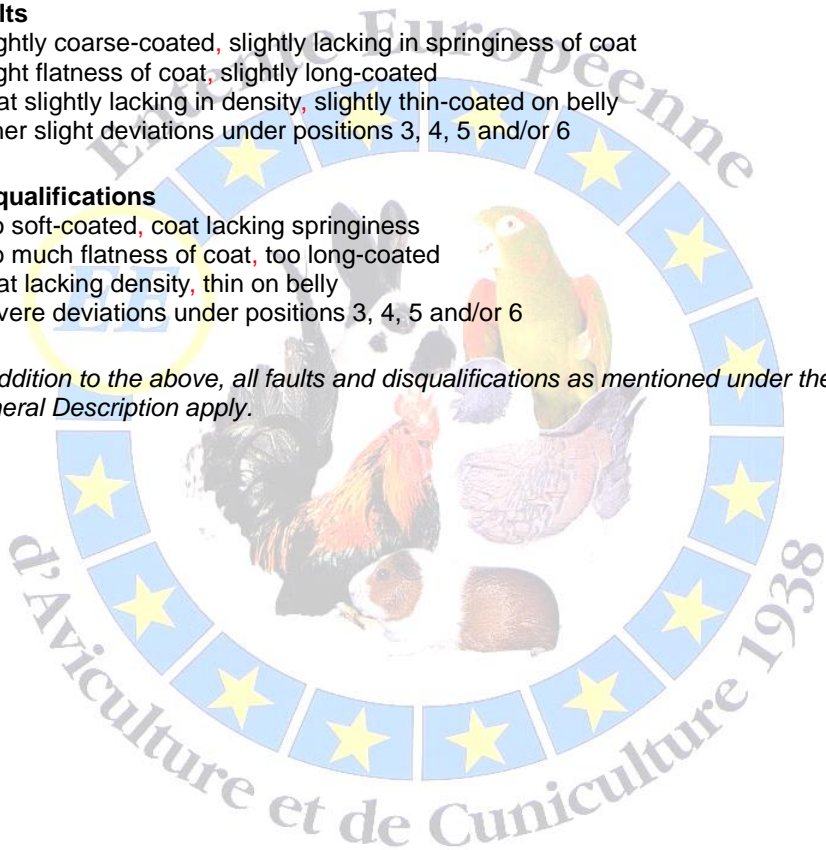 lts
ghtly coarse-coated, slightly lacking in springiness of coat
ght flatness of coat, slightly long-coated
at slightly lacking in density, slightly thin-coated on belly
her slight deviations under positions 3, 4, 5 and/or 6
qualifications
o soft-coated, coat lacking springiness
o much flatness of coat, too long-coated
at lacking density, thin on belly
vere deviations under positions 3, 4, 5 and/or 6
ddition to the above, all faults and disqualifications as mentioned under the
neral Description apply.
Entente Européenne
EE
d'Aviculture et de Cuniculture 1938